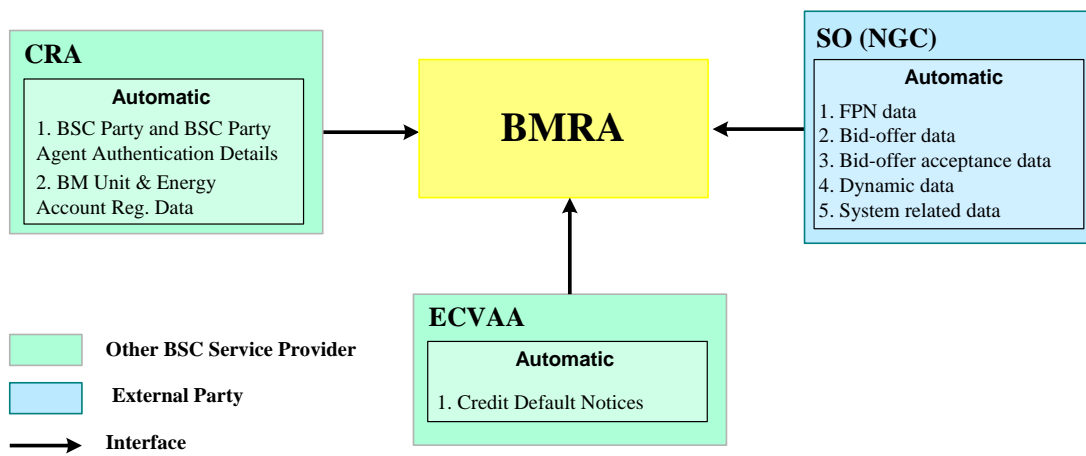 CRA
Automatic
1. BSC Party and BSC Party
Agent Authentication Details
2. BM Unit & Energy
Account Reg. Data
BMRA
SO (NGC)
Automatic
1. FPN data
2. Bid-offer data
3. Bid-offer acceptance data
4. Dynamic data
5. System related data
ECVAA
Automatic
1. Credit Default Notices
Other BSC Service Provider
External Party
Interface